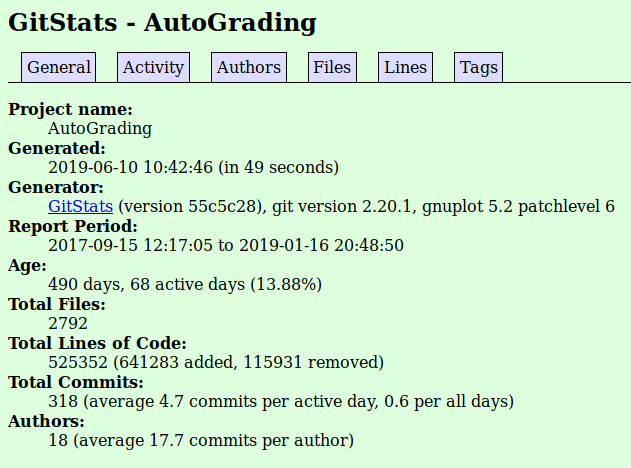 GitStats - AutoGrading
General Activity Authors Files Lines Tags
Project name:
AutoGrading
Generated:
2019-06-10 10:42:46 (in 49 seconds)
Generator:
GitStats (version 55c5c28), git version 2.20.1, gnuplot 5.2 patchlevel 6
Report Period:
2017-09-15 12:17:05 to 2019-01-16 20:48:50
Age:
490 days, 68 active days (13.88%)
Total Files:
2792
Total Lines of Code:
525352 (641283 added, 115931 removed)
Total Commits:
318 (average 4.7 commits per active day, 0.6 per all days)
Authors:
18 (average 17.7 commits per author)